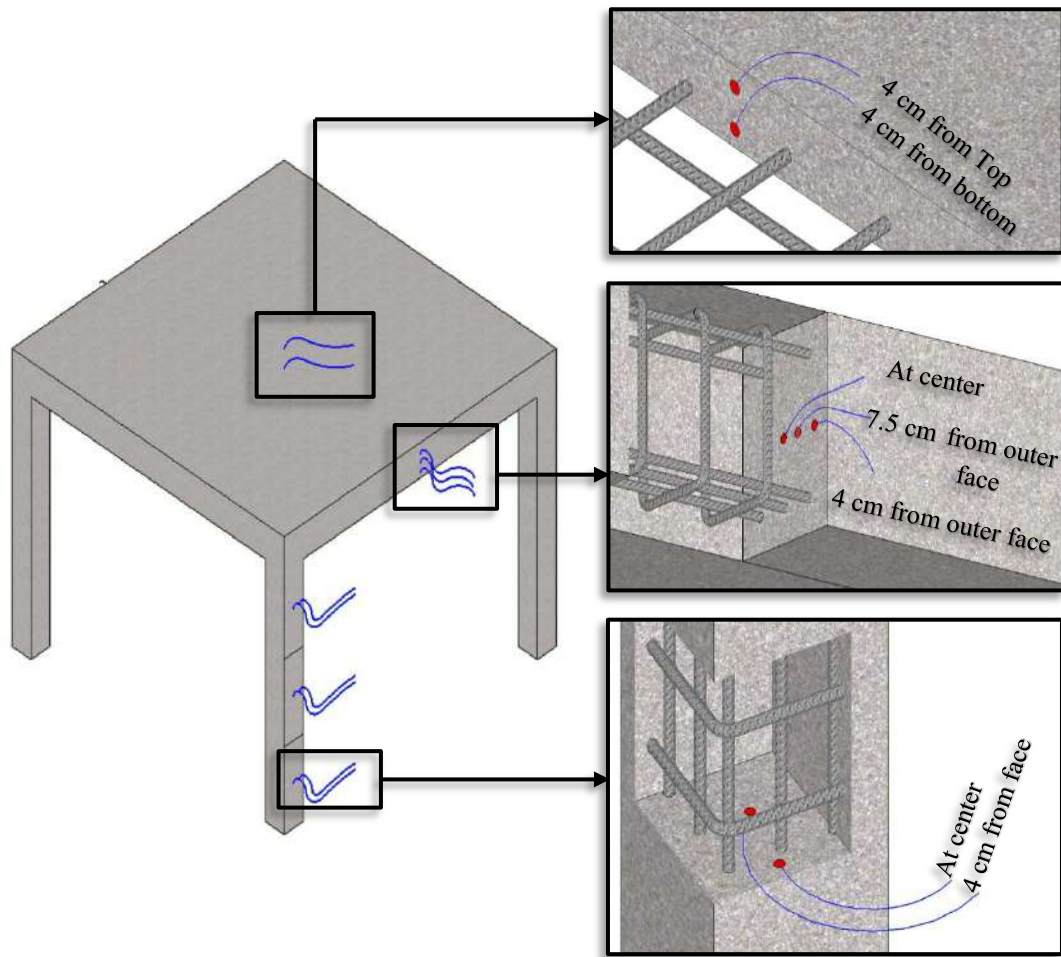 4 cm from Top
4 cm from bottom
At center
7.5 cm from outer
face
4 cm from outer face
At center
4 cm from face